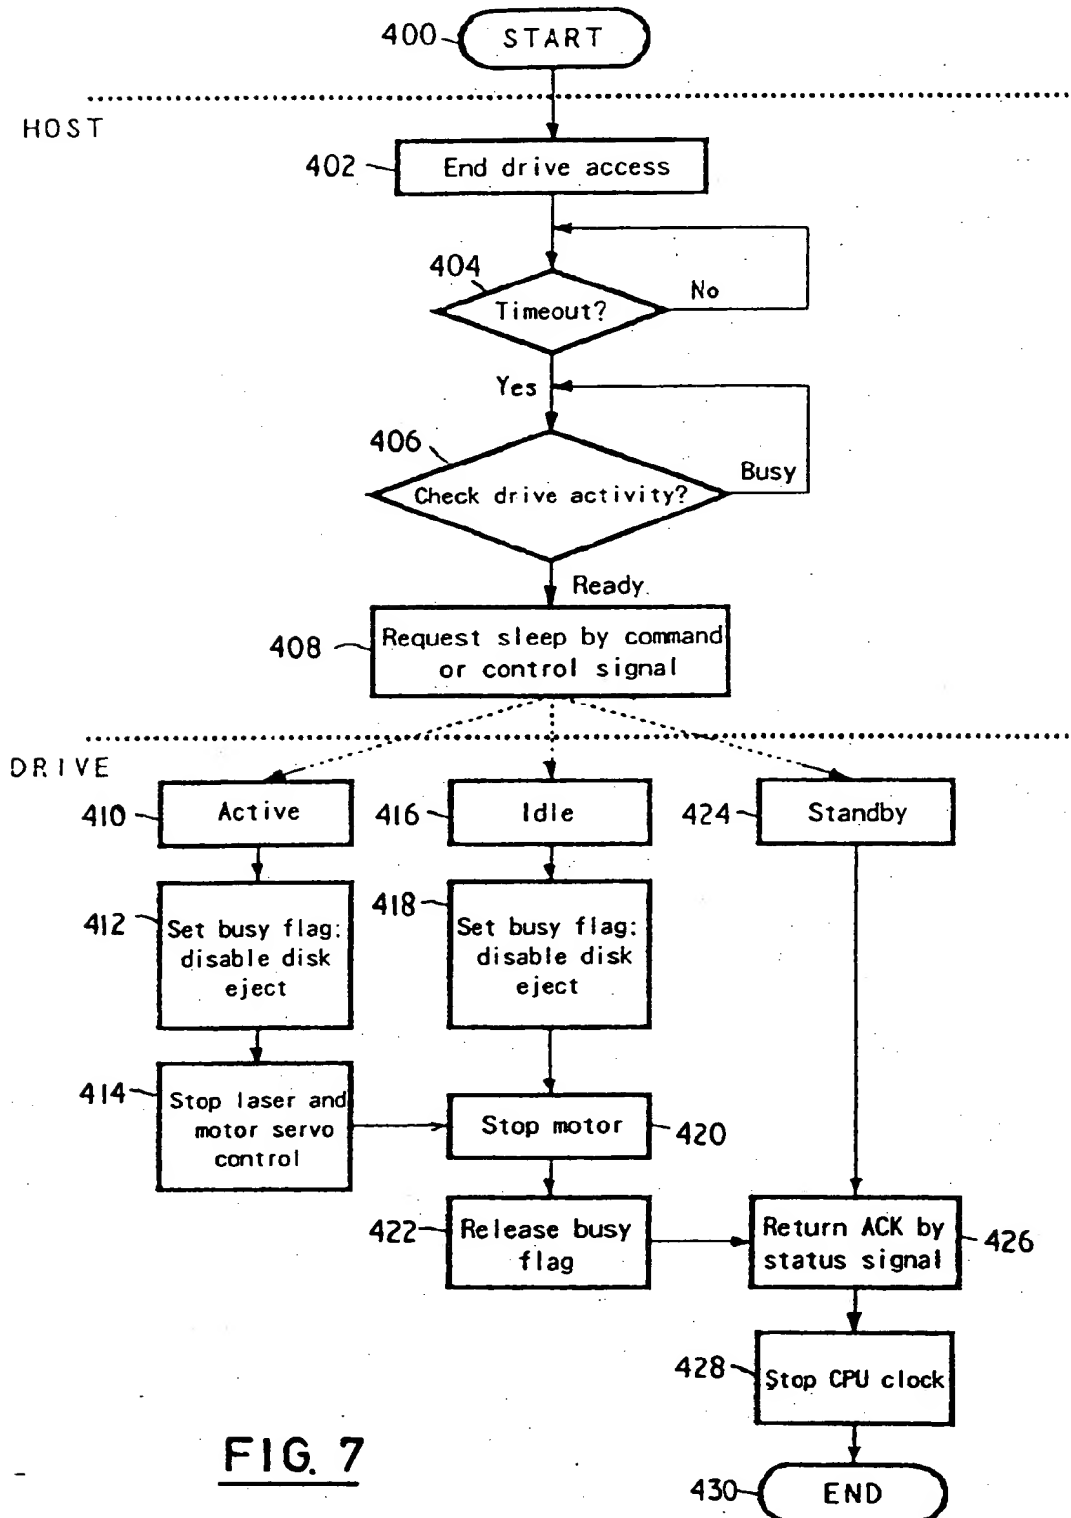 400
START
HOST
402
End drive access
404
Timeout?
No
Yes
406
Check drive activity?
Busy
Ready
408
Request sleep by command
or control signal
DRIVE
410
Active
416
Idle
424
Standby
412
Set busy flag:
disable disk
eject
418
Set busy flag:
disable disk
eject
414
Stop laser and
motor servo
control
Stop motor
420
422
Release busy
flag
Return ACK by
status signal
426
428
Stop CPU clock
FIG. 7
430
END